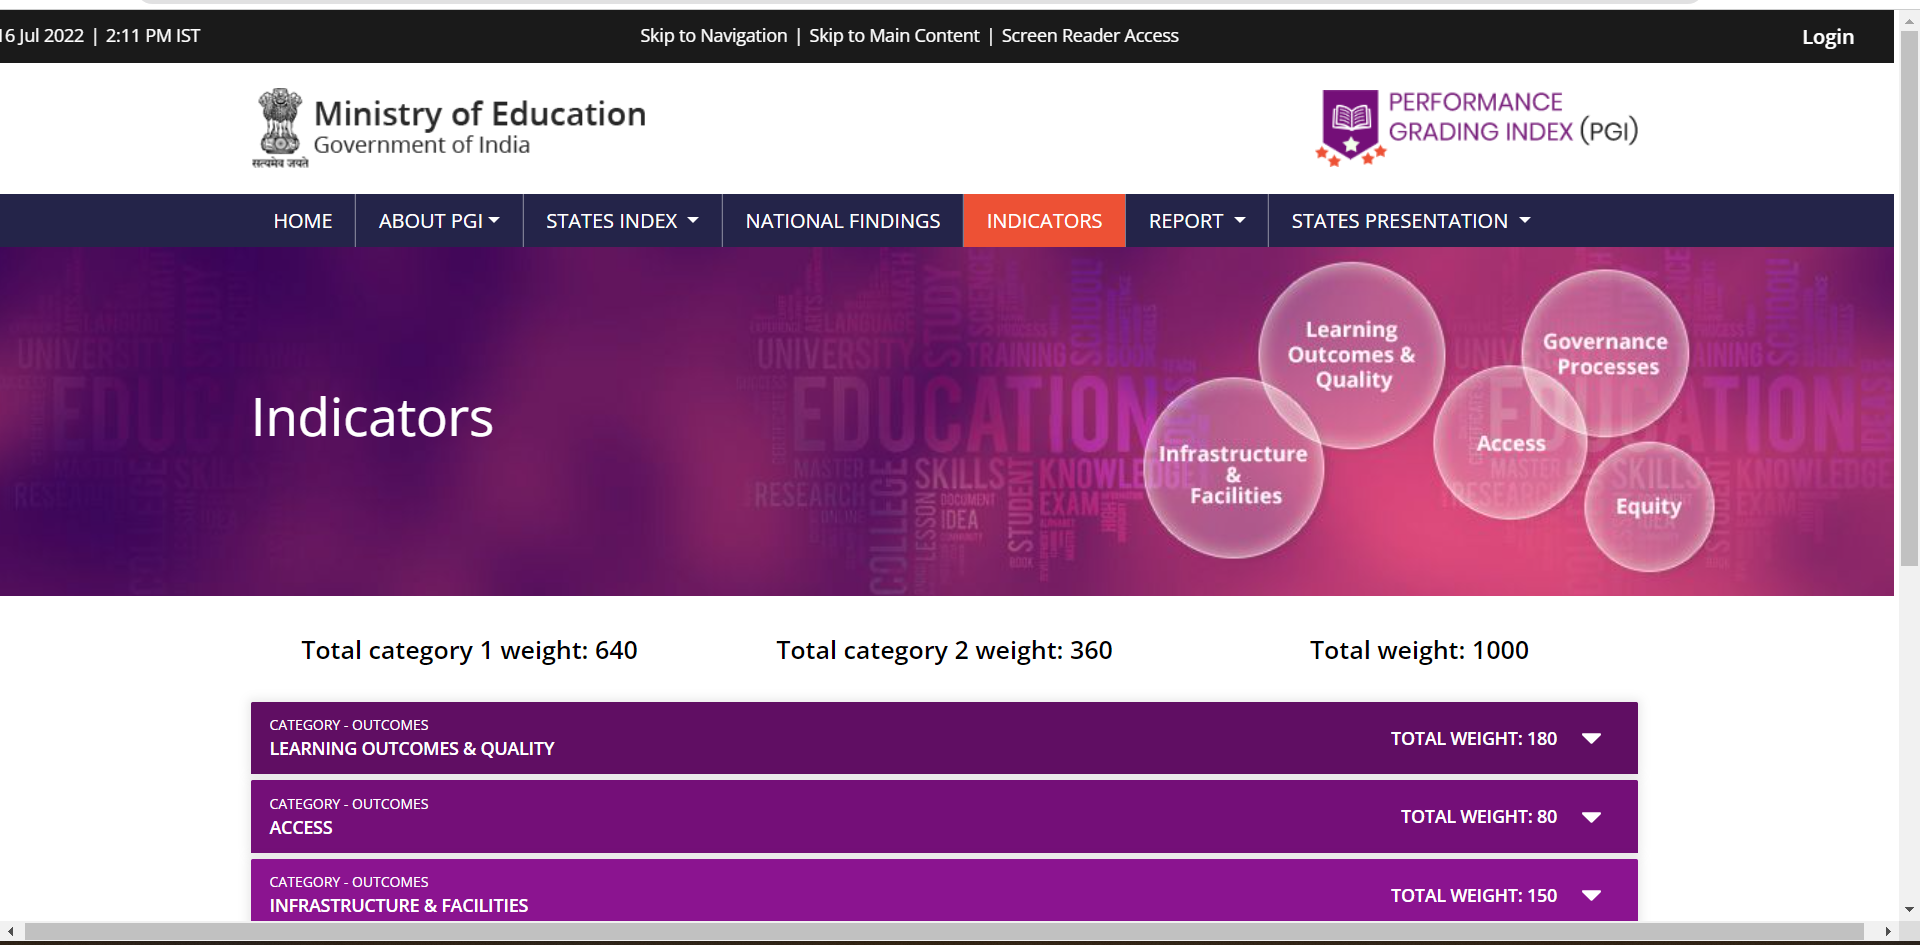 16 Jul 2022 | 2:11 PM IST
Skip to Navigation | Skip to Main Content | Screen Reader Access
Login
Ministry of Education
Government of India
सत्यमेव जयते
PERFORMANCE
GRADING INDEX (PGI)
HOME
ABOUT PGI
STATES INDEX
NATIONAL FINDINGS
INDICATORS
REPORT
STATES PRESENTATION
Indicators
Learning
Outcomes &
Quality
Governance
Processes
Infrastructure
&
Facilities
Access
Equity
UNIVERSITY
TRAINING
STUDY
SCIENCE
SCHOOL
EDUCATION
MASTER
SKILLS
KNOWLEDGE
RESEARCH
COLLEGE
LESSON
DOCUMENT
IDEA
STUDENT
EXAM
Total category 1 weight: 640
Total category 2 weight: 360
Total weight: 1000
CATEGORY - OUTCOMES
LEARNING OUTCOMES & QUALITY
TOTAL WEIGHT: 180
CATEGORY - OUTCOMES
ACCESS
TOTAL WEIGHT: 80
CATEGORY - OUTCOMES
INFRASTRUCTURE & FACILITIES
TOTAL WEIGHT: 150